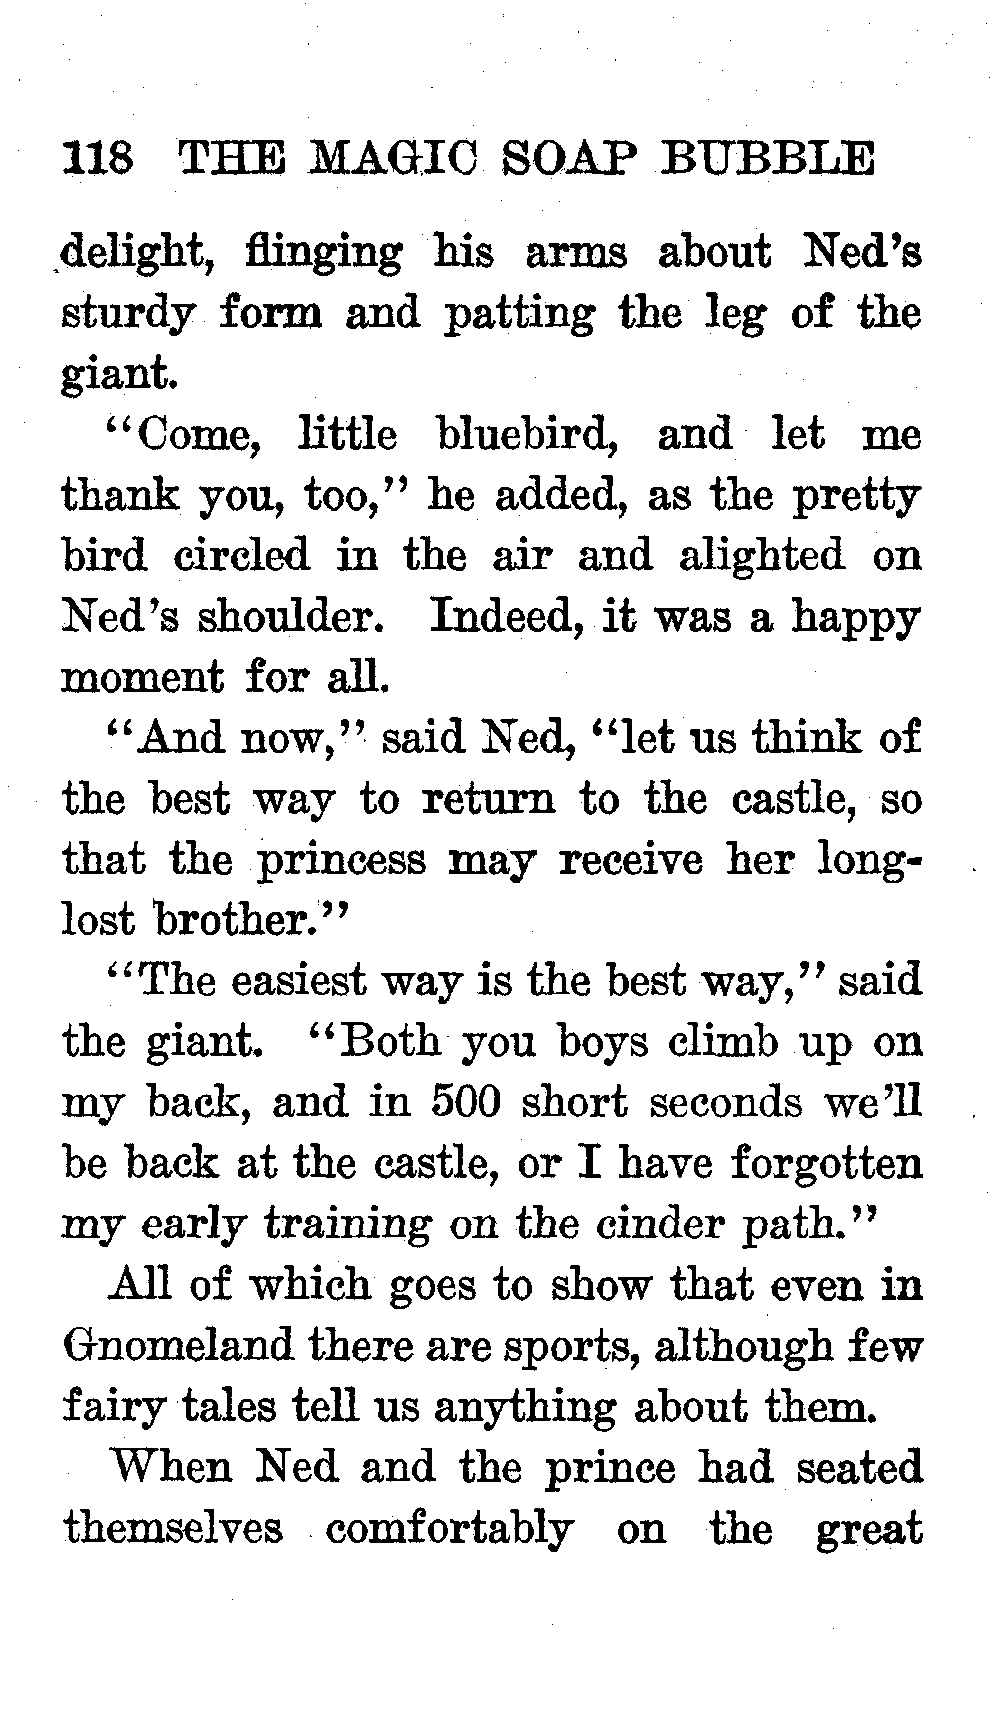 118 THE MAGIC SOAP BUBBLE
delight, flinging his arms about Ned's
sturdy form and patting the leg of the
giant.
"Come, little bluebird, and let me
thank you, too," he added, as the pretty
bird circled in the air and alighted on
Ned's shoulder. Indeed, it was a happy
moment for all.
"And now," said Ned, "let us think of
the best way to return to the castle, so
that the princess may receive her long-
lost brother."
"The easiest way is the best way," said
the giant. "Both you boys climb up on
my back, and in 500 short seconds we'll
be back at the castle, or I have forgotten
my early training on the cinder path."
All of which goes to show that even in
Gnomeland there are sports, although few
fairy tales tell us anything about them.
When Ned and the prince had seated
themselves comfortably on the great